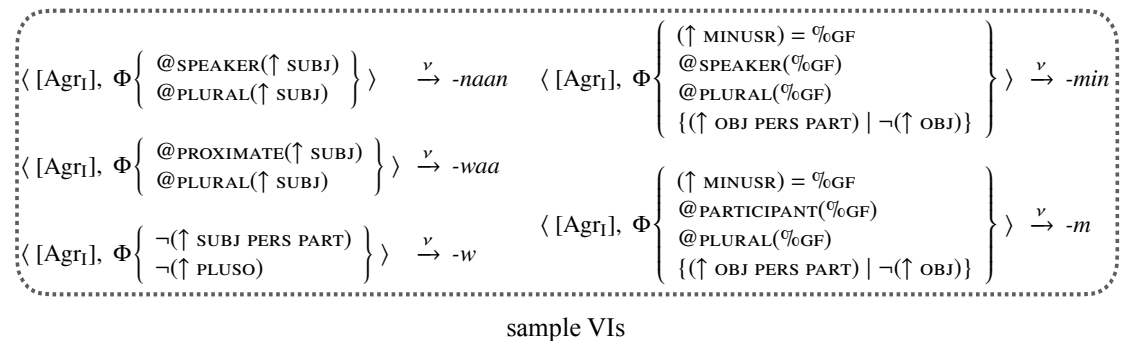 ⟨ [Agr_I], Φ { @SPEAKER(↑ SUBJ) @PLURAL(↑ SUBJ) } ⟩ →^ν -naan
⟨ [Agr_I], Φ { @PROXIMATE(↑ SUBJ) @PLURAL(↑ SUBJ) } ⟩ →^ν -waa
⟨ [Agr_I], Φ { ¬(↑ SUBJ PERS PART) ¬(↑ PLUSO) } ⟩ →^ν -w
⟨ [Agr_I], Φ { (↑ MINUSR) = %GF @SPEAKER(%GF) @PLURAL(%GF) {(↑ OBJ PERS PART) | ¬(↑ OBJ)} } ⟩ →^ν -min
⟨ [Agr_I], Φ { (↑ MINUSR) = %GF @PARTICIPANT(%GF) @PLURAL(%GF) {(↑ OBJ PERS PART) | ¬(↑ OBJ)} } ⟩ →^ν -m
sample VIs